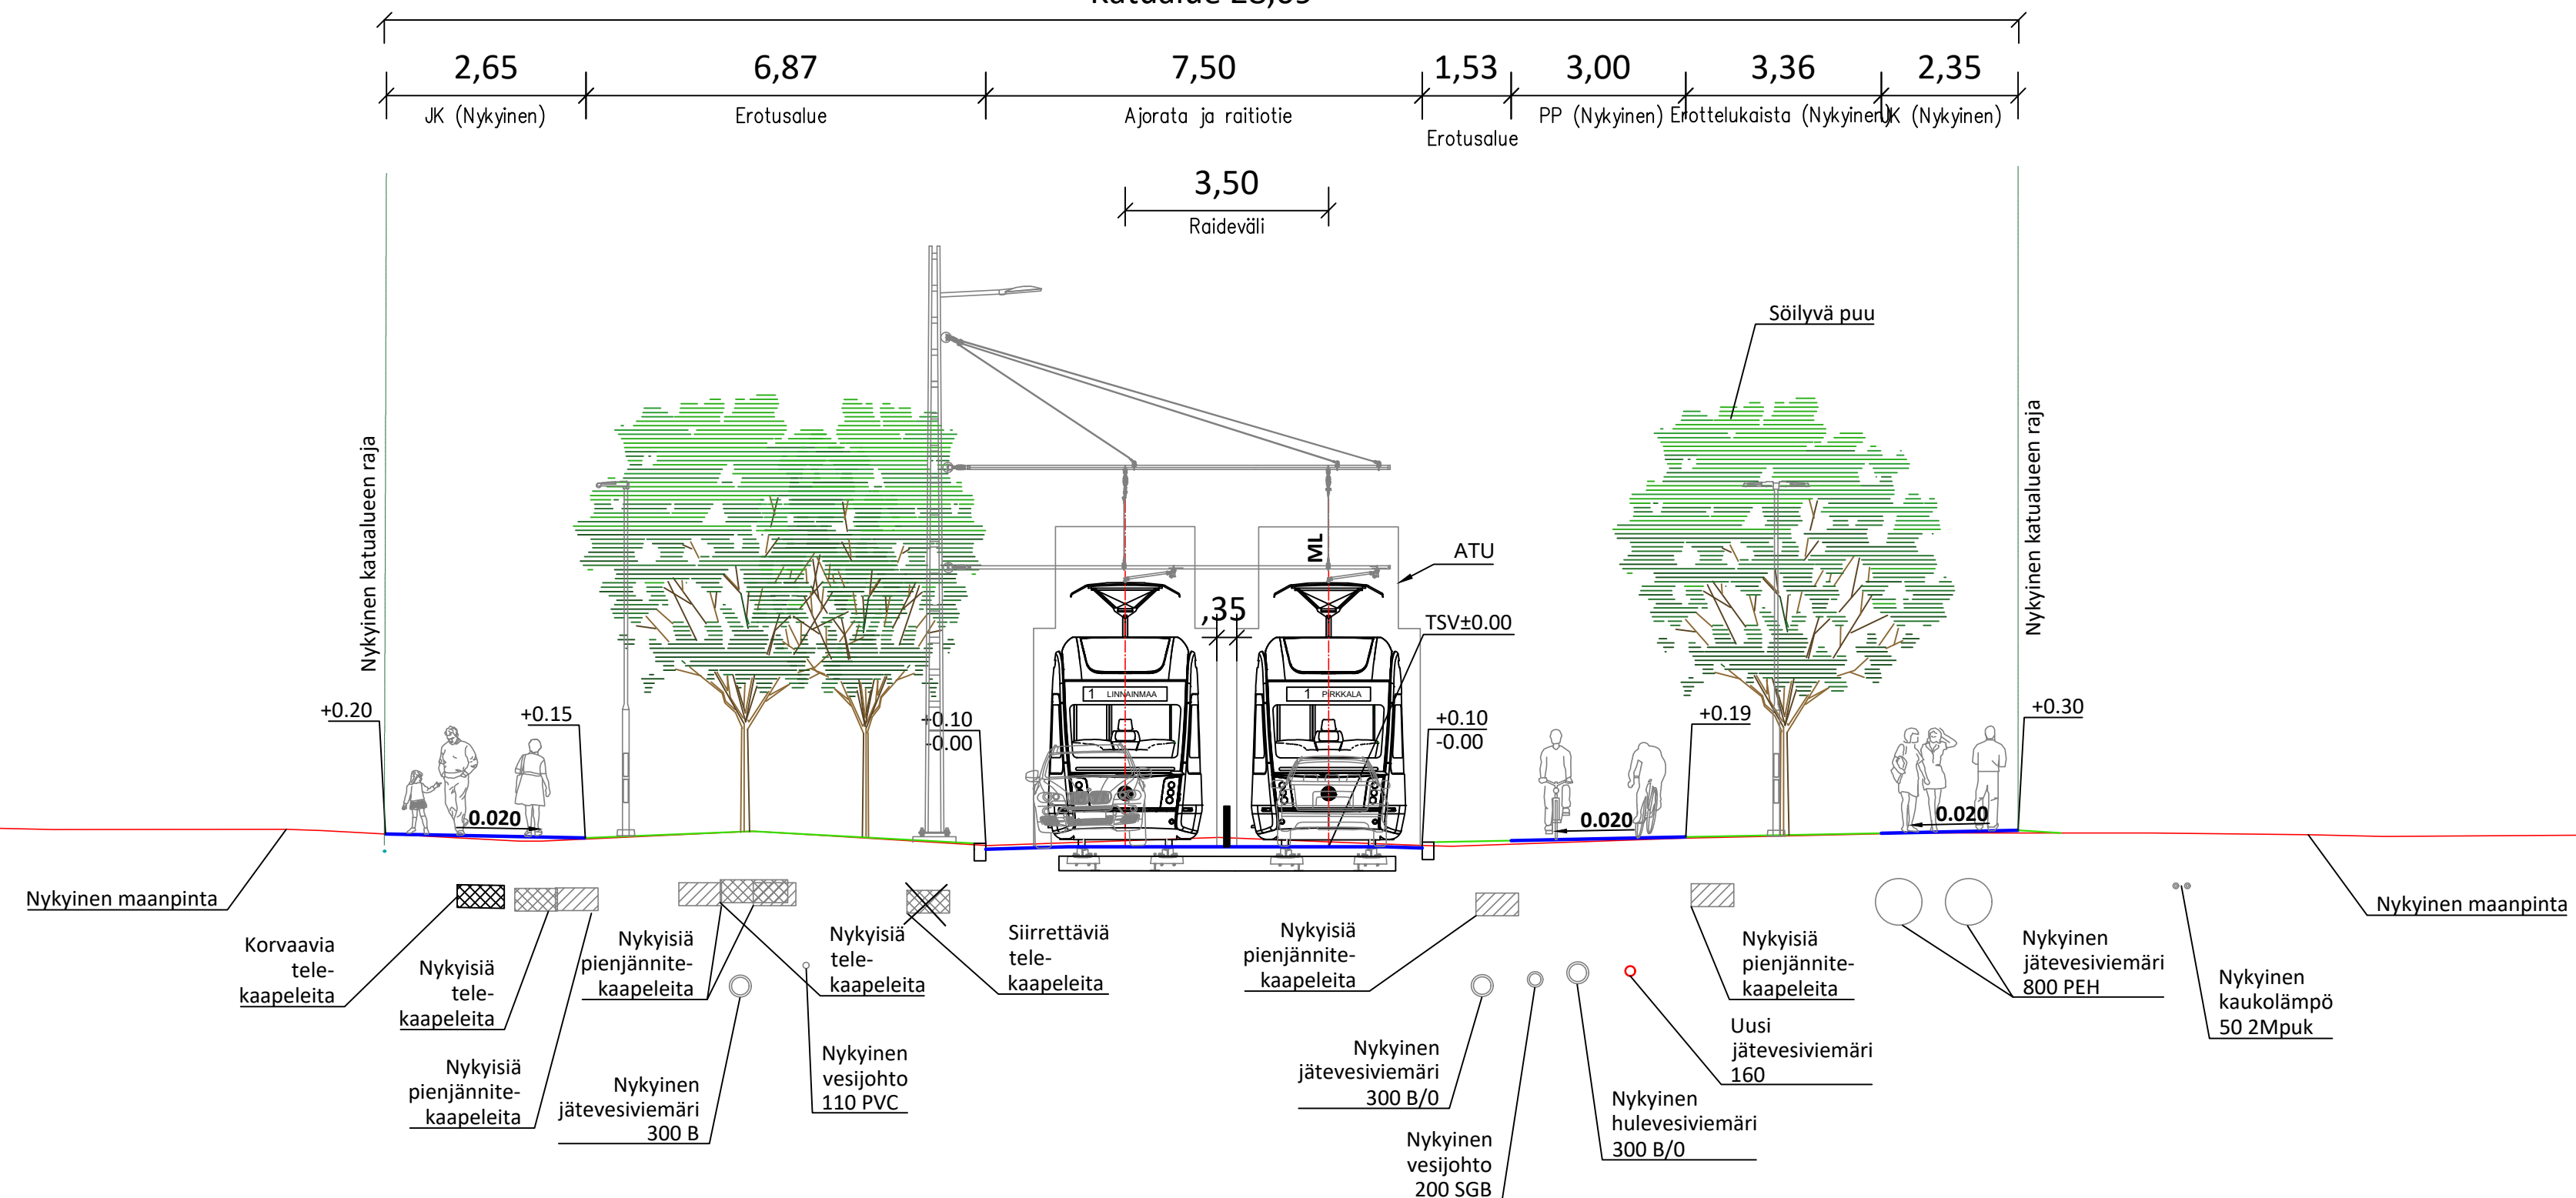 2,65
6,87
7,50
1,53
3,00
3,36
2,35
JK (Nykyinen)
Erotusalue
Ajorata ja raitiotie
Erotusalue
PP (Nykyinen)
Erottelukaista (Nykyinen)
JK (Nykyinen)
3,50
Raideväli
Söilyvä puu
Nykyinen katualueen raja
Nykyinen katualueen raja
ML
ATU
,35
TSV±0.00
1 LINNAINMAA
1 PIRKKALA
+0.20
+0.15
+0.10
-0.00
+0.10
-0.00
+0.19
+0.30
0.020
0.020
0.020
Nykyinen maanpinta
Nykyinen maanpinta
Korvaavia
tele-
kaapeleita
Nykyisiä
tele-
kaapeleita
Nykyisiä
pienjännite-
kaapeleita
Nykyisiä
pienjännite-
kaapeleita
Nykyinen
jätevesiviemäri
300 B
Nykyisiä
tele-
kaapeleita
Nykyinen
vesijohto
110 PVC
Siirrettäviä
tele-
kaapeleita
Nykyisiä
pienjännite-
kaapeleita
Nykyinen
jätevesiviemäri
300 B/0
Nykyinen
vesijohto
200 SGB
Nykyinen
hulevesiviemäri
300 B/0
Uusi
jätevesiviemäri
160
Nykyisiä
pienjännite-
kaapeleita
Nykyinen
jätevesiviemäri
800 PEH
Nykyinen
kaukolämpö
50 2Mpuk